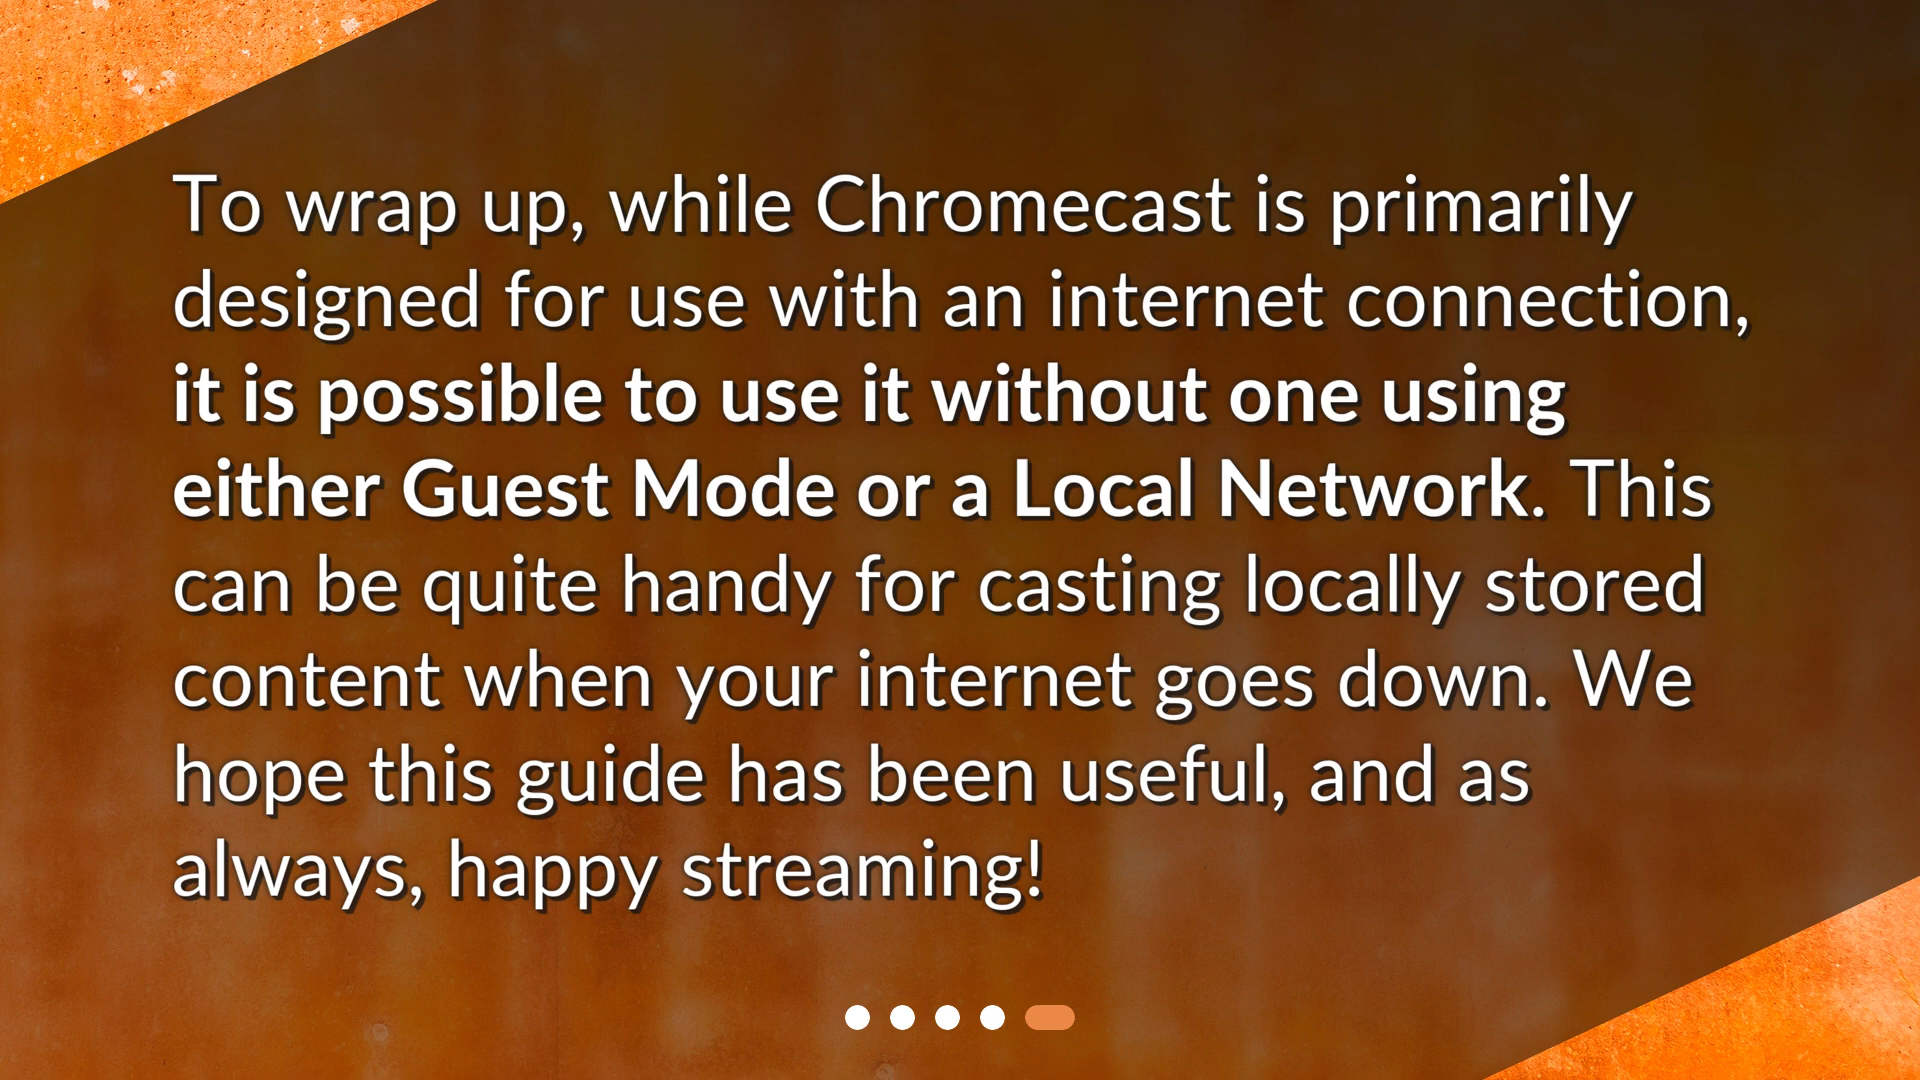 To wrap up, while Chromecast is primarily
designed for use with an internet connection,
it is possible to use it without one using
either Guest Mode or a Local Network. This
can be quite handy for casting locally stored
content when your internet goes down. We
hope this guide has been useful, and as
always, happy streaming!